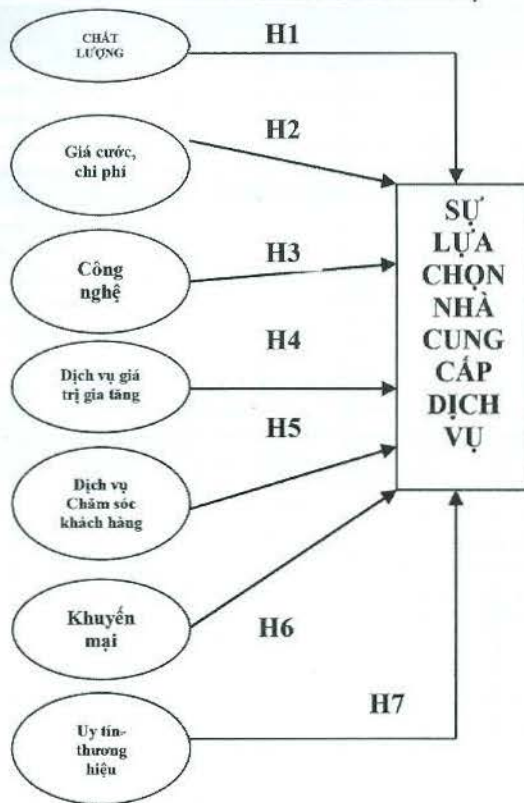 CHẤT
LƯỢNG
H1
Giá cước,
chi phí
H2
Công
nghệ
H3
Dịch vụ giá
trị gia tăng
H4
Dịch vụ
Chăm sóc
khách hàng
H5
Khuyến
mại
H6
Uy tín-
thương
hiệu
H7
SỰ
LỰA
CHỌN
NHÀ
CUNG
CẤP
DỊCH
VỤ